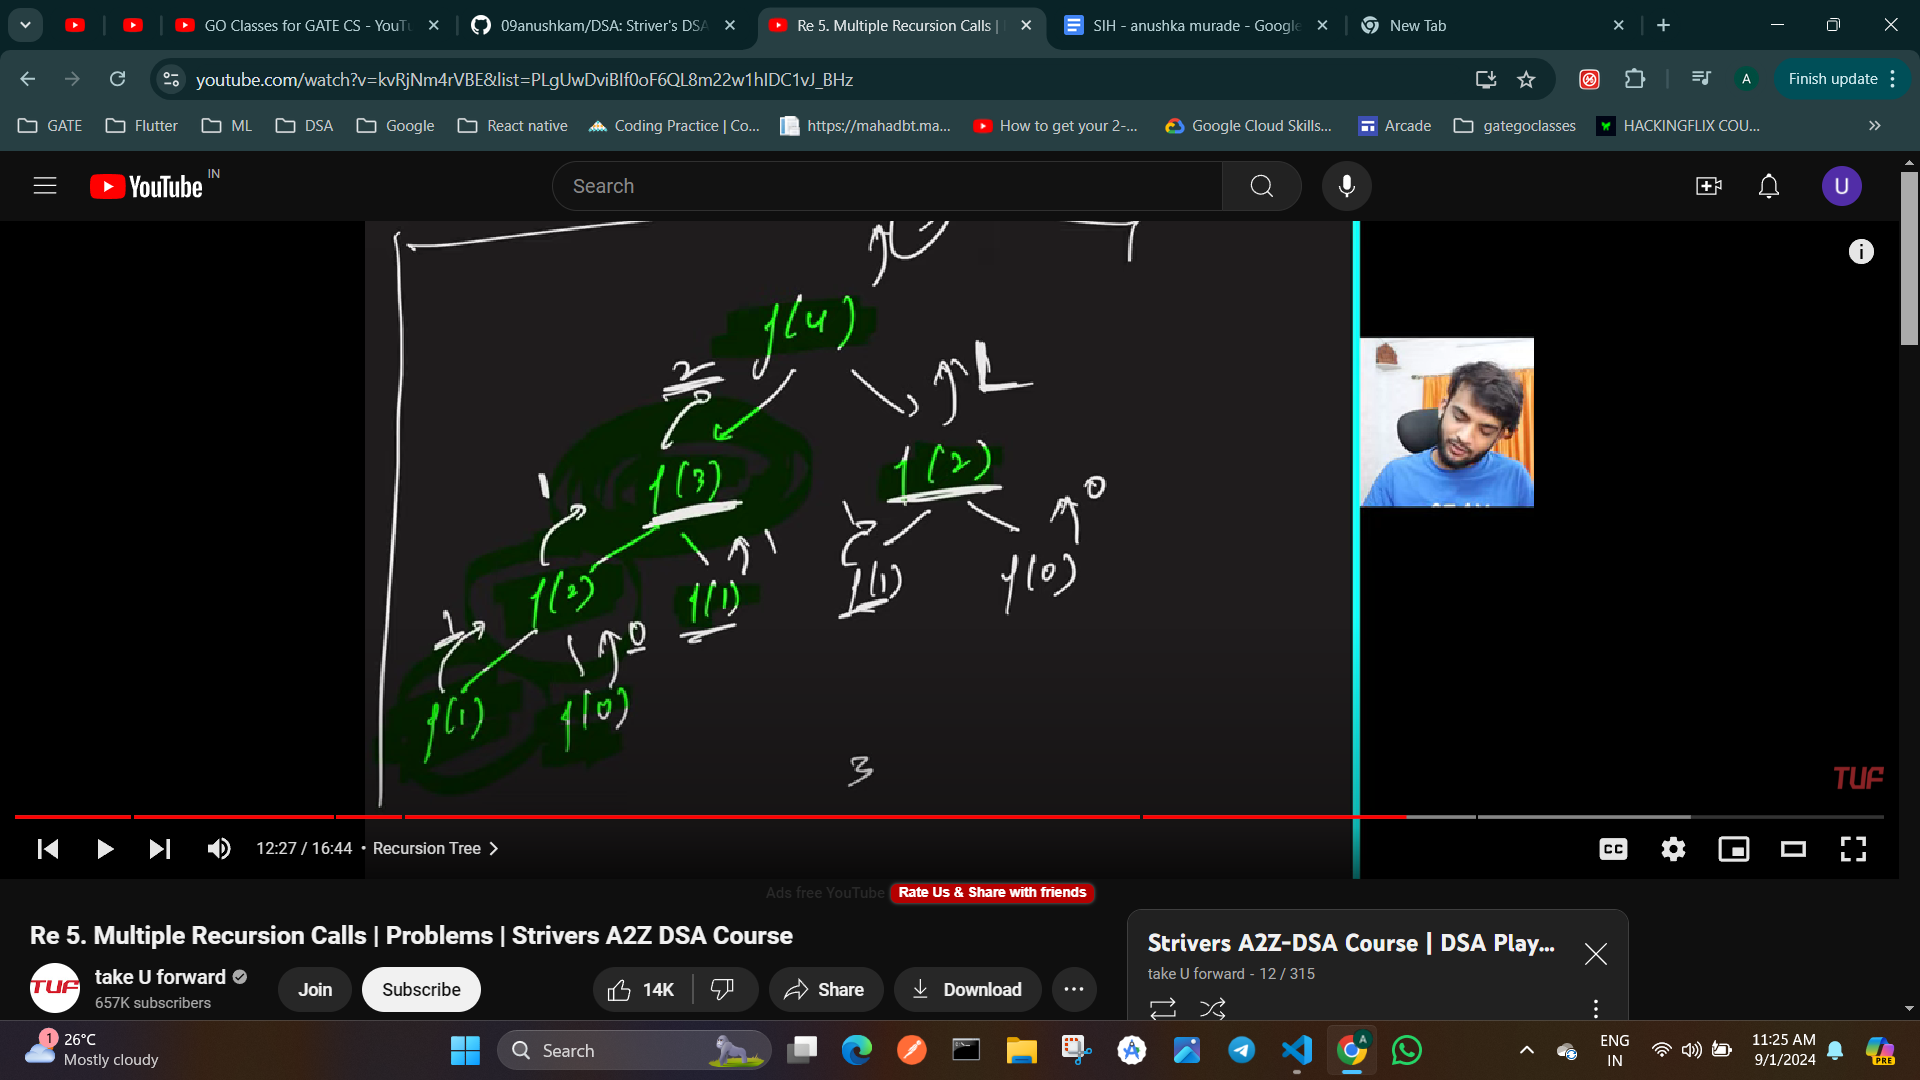 GO Classes for GATE CS - YouTu
09anushkam/DSA: Striver's DSA
Re 5. Multiple Recursion Calls |
SIH - anushka murade - Google
New Tab
youtube.com/watch?v=kvRjNm4rVBE&list=PLgUwDviBIf0oF6QL8m22w1hIDC1vJ_BHz
A
Finish update
GATE
Flutter
ML
DSA
Google
React native
Coding Practice | Co...
https://mahadbt.ma...
How to get your 2-...
Google Cloud Skills...
Arcade
gategoclasses
HACKINGFLIX COU...
YouTube IN
Search
U
f(4)
2
f(3)
f(2)
1
0
f(2)
1
f(1)
1
f(1)
f(0)
1
0
f(1)
f(0)
3
TUF
12:27 / 16:44 • Recursion Tree
CC
Ads free YouTube
Rate Us & Share with friends
Re 5. Multiple Recursion Calls | Problems | Strivers A2Z DSA Course
TUF
take U forward
657K subscribers
Join
Subscribe
14K
Share
Download
Strivers A2Z-DSA Course | DSA Play...
take U forward - 12 / 315
1
26°C
Mostly cloudy
Search
A
ENG
IN
11:25 AM
9/1/2024
PRE